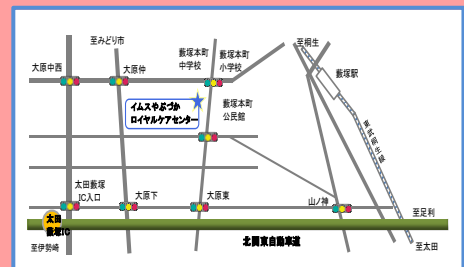 至みどり市
藪塚本町
中学校
藪塚本町
小学校
至桐生
大原中西
大原仲
藪塚駅
イムスやぶづか
ロイヤルケアセンター
藪塚本町
公民館
東武桐生線
太田藪塚
IC入口
大原下
大原東
山ノ神
太田
藪塚IC
至足利
至伊勢崎
北関東自動車道
至太田